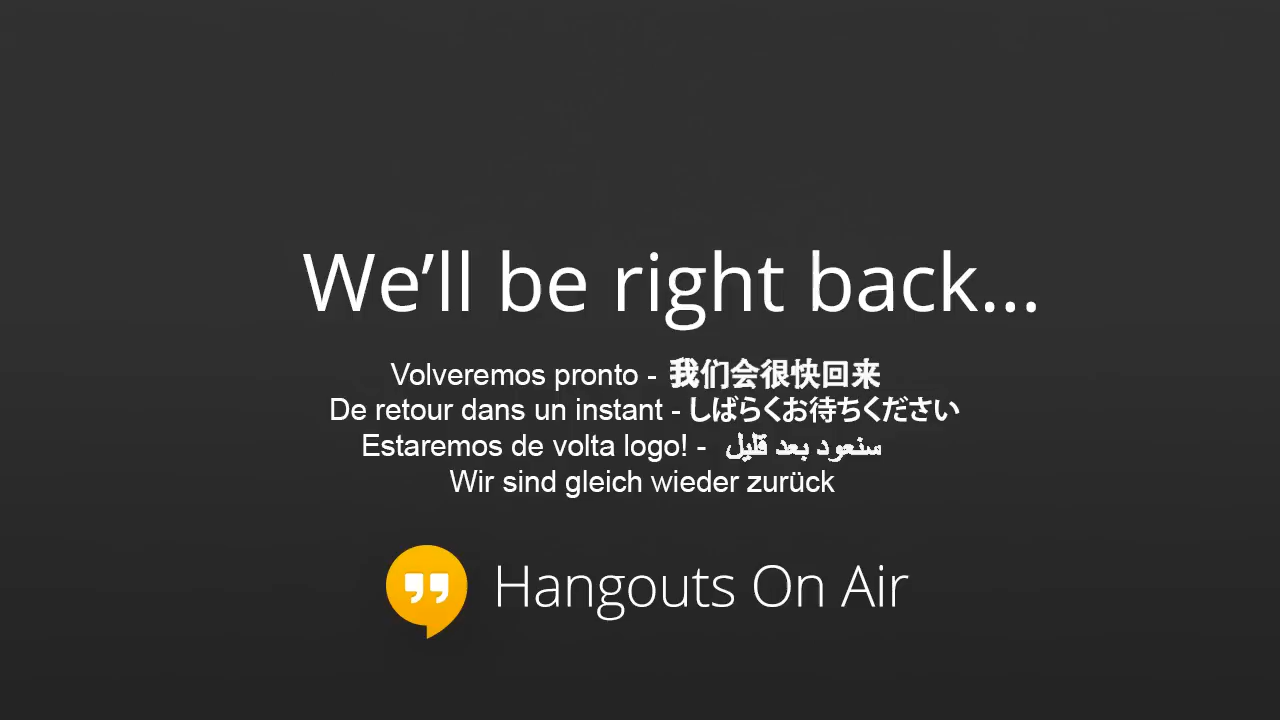 We’ll be right back...
Volveremos pronto - 我们会很快回来
De retour dans un instant - しばらくお待ちください
Estaremos de volta logo! - سنعود بعد قليل
Wir sind gleich wieder zurück
Hangouts On Air